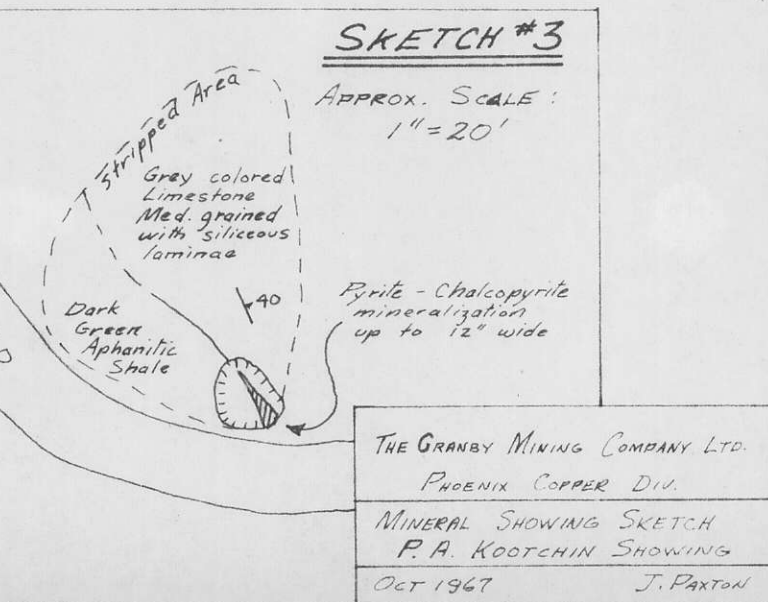 SKETCH #3
APPROX. SCALE :
1" = 20'
Stripped Area
Grey colored
Limestone
Med. grained
with siliceous
laminae
40
Dark
Green
Aphanitic
Shale
Pyrite - Chalcopyrite
mineralization
up to 12" wide
THE GRANBY MINING COMPANY LTD.
PHOENIX COPPER DIV.
MINERAL SHOWING SKETCH
P. A. KOOTCHIN SHOWING
OCT 1967 J. PAXTON